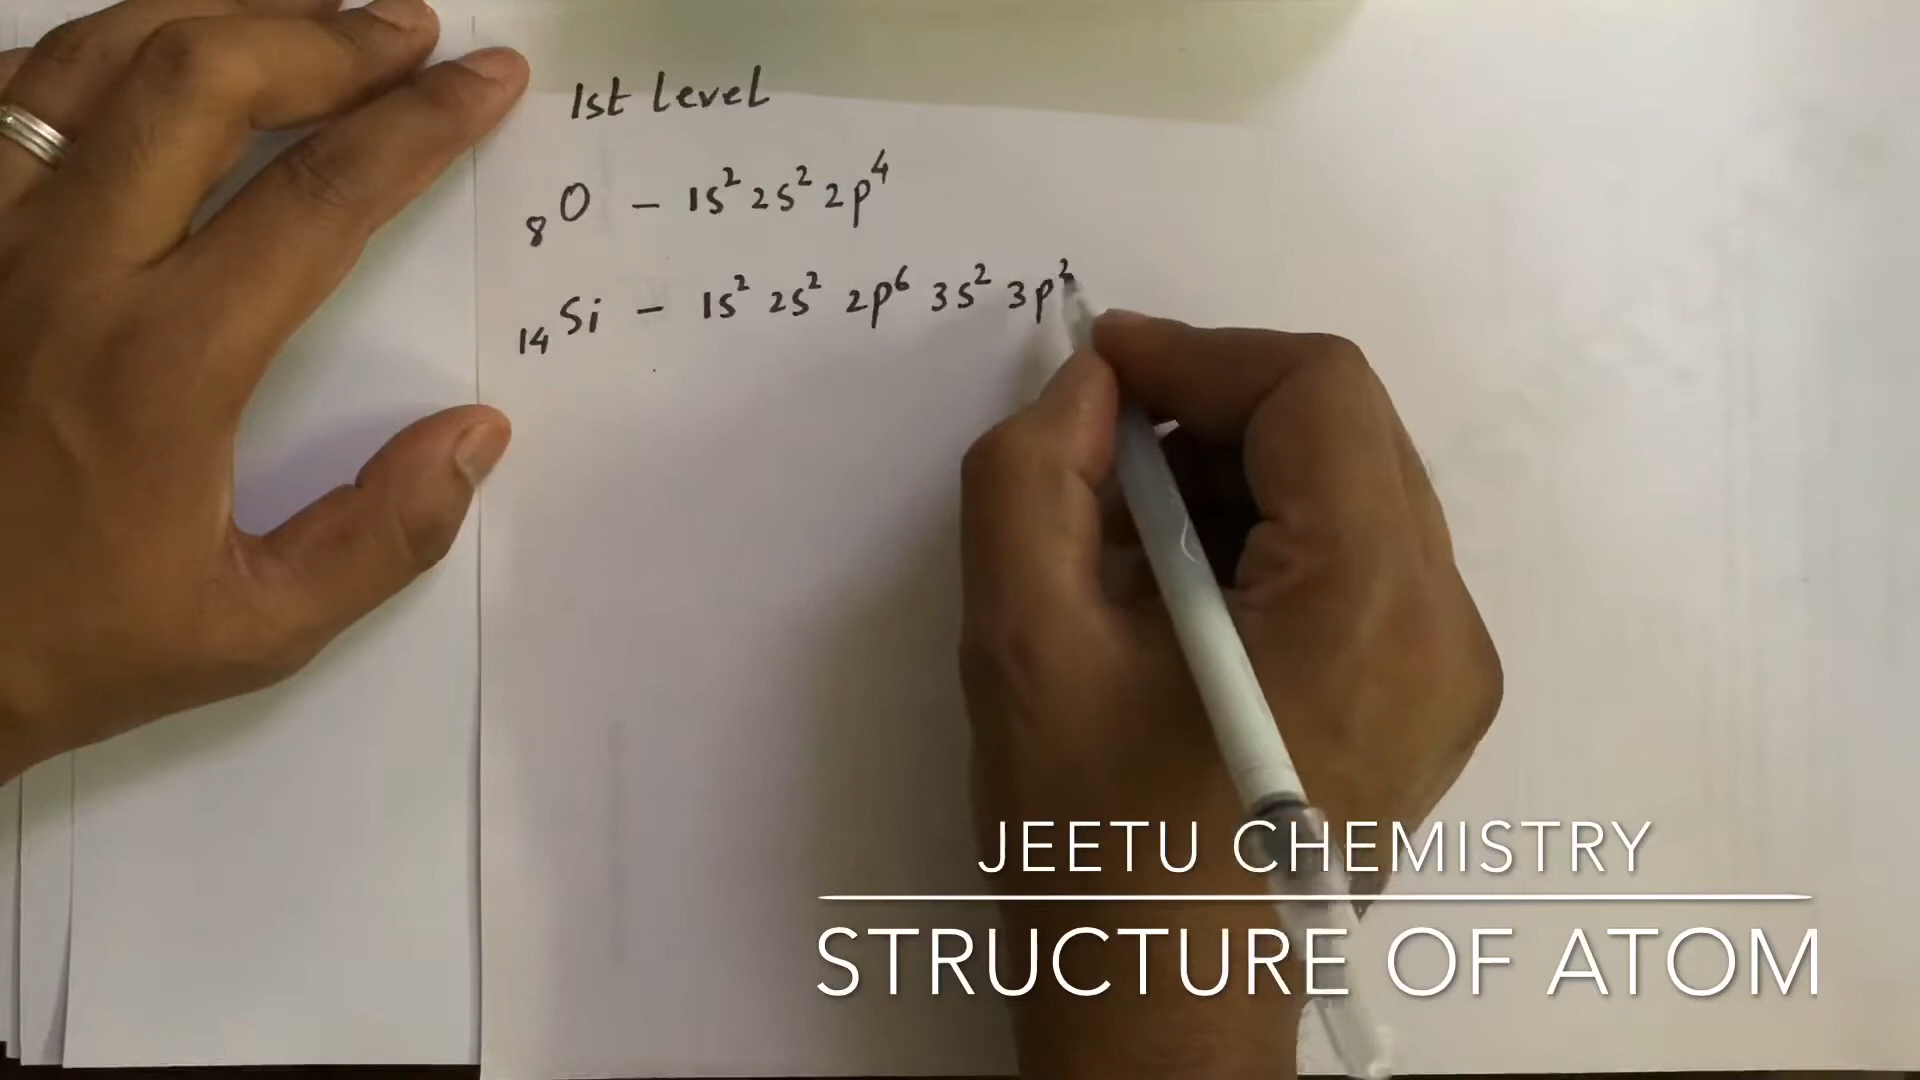 1st Level
₈O – 1s² 2s² 2p⁴
₁₄Si – 1s² 2s² 2p⁶ 3s² 3p²
JEETU CHEMISTRY
STRUCTURE OF ATOM